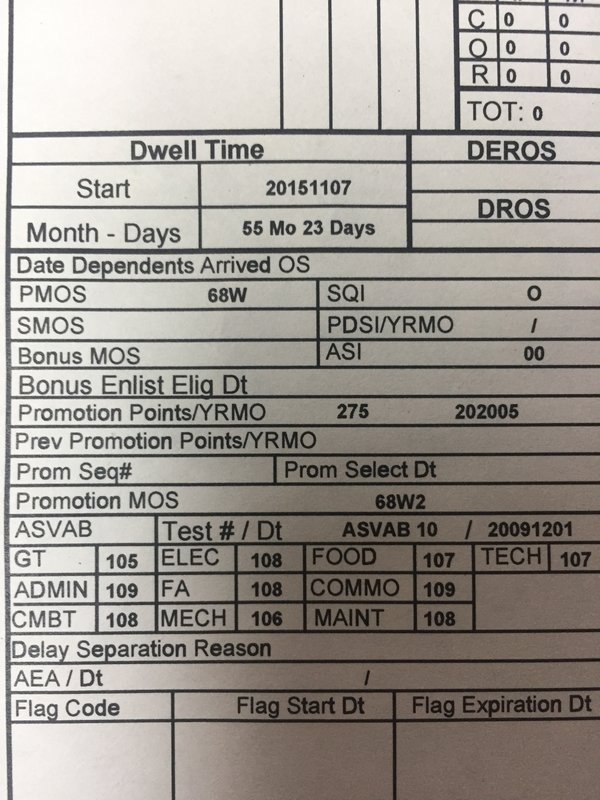 C 0 0
O 0 0
R 0 0
TOT: 0
Dwell Time DEROS
Start 20151107
DROS
Month - Days 55 Mo 23 Days
Date Dependents Arrived OS
PMOS 68W SQI O
SMOS PDSI/YRMO /
Bonus MOS ASI 00
Bonus Enlist Elig Dt
Promotion Points/YRMO 275 202005
Prev Promotion Points/YRMO
Prom Seq# Prom Select Dt
Promotion MOS 68W2
ASVAB Test # / Dt ASVAB 10 / 20091201
GT 105 ELEC 108 FOOD 107 TECH 107
ADMIN 109 FA 108 COMMO 109
CMBT 108 MECH 106 MAINT 108
Delay Separation Reason
AEA / Dt /
Flag Code Flag Start Dt Flag Expiration Dt